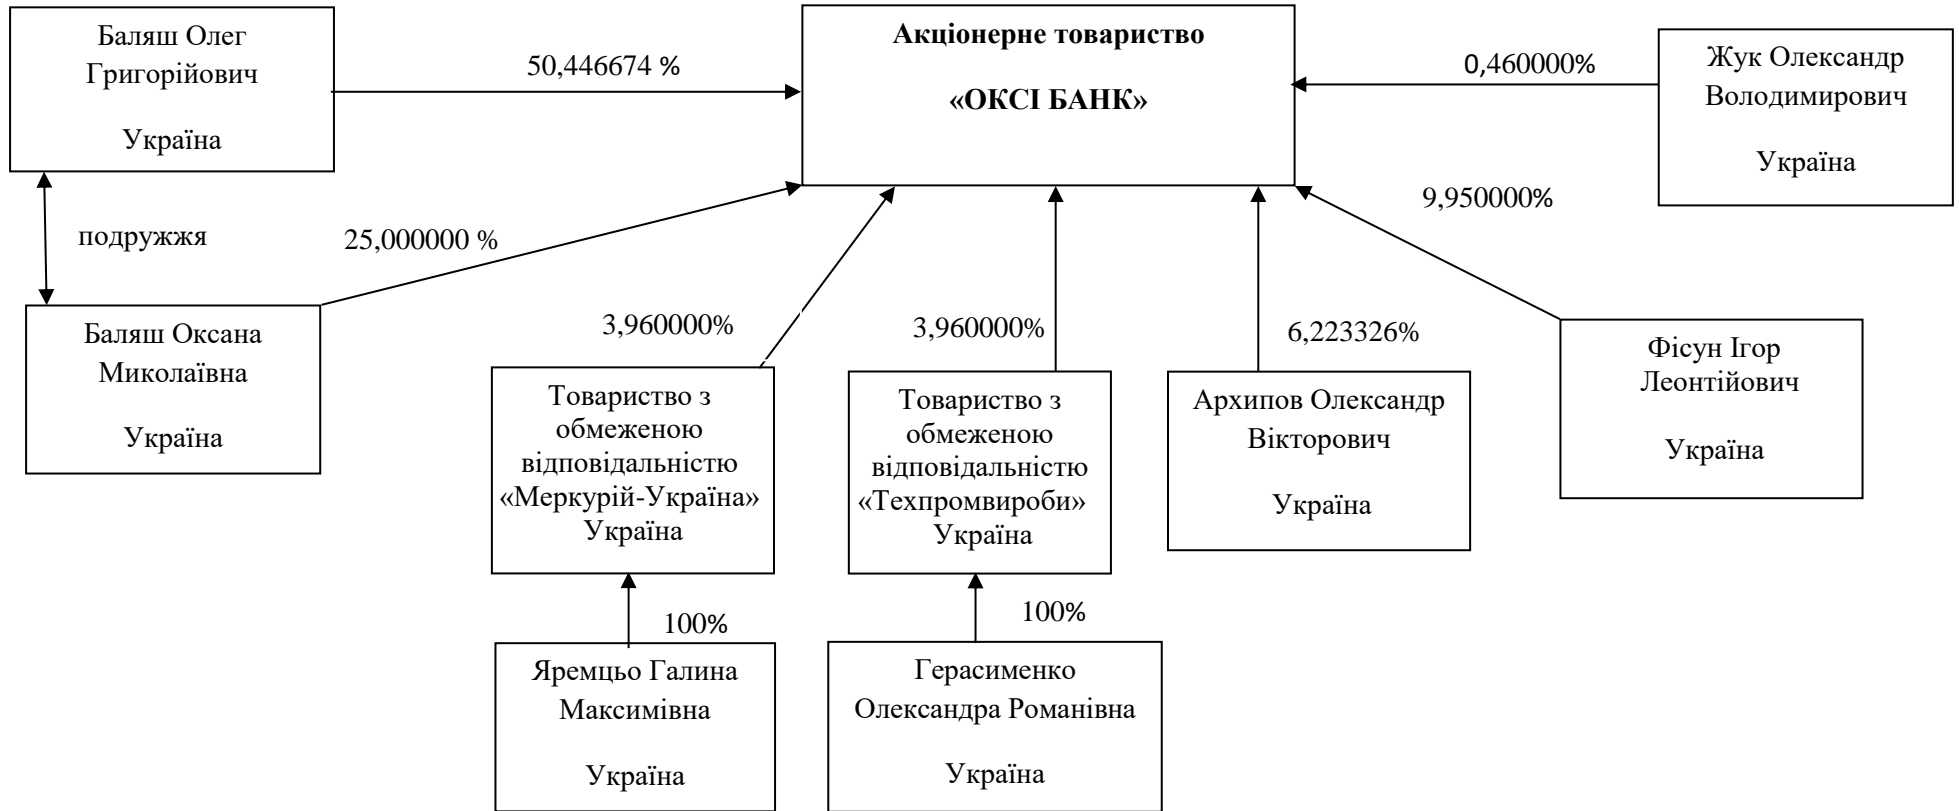 Баляш Олег
Григорійович
Україна
50,446674 %
Акціонерне товариство
«ОКСІ БАНК»
0,460000%
Жук Олександр
Володимирович
Україна
подружжя
25,000000 %
9,950000%
Баляш Оксана
Миколаївна
Україна
3,960000%
3,960000%
6,223326%
Товариство з
обмеженою
відповідальністю
«Меркурій-Україна»
Україна
Товариство з
обмеженою
відповідальністю
«Техпромвироби»
Україна
Архипов Олександр
Вікторович
Україна
Фісун Ігор
Леонтійович
Україна
100%
100%
Яремцьо Галина
Максимівна
Україна
Герасименко
Олександра Романівна
Україна